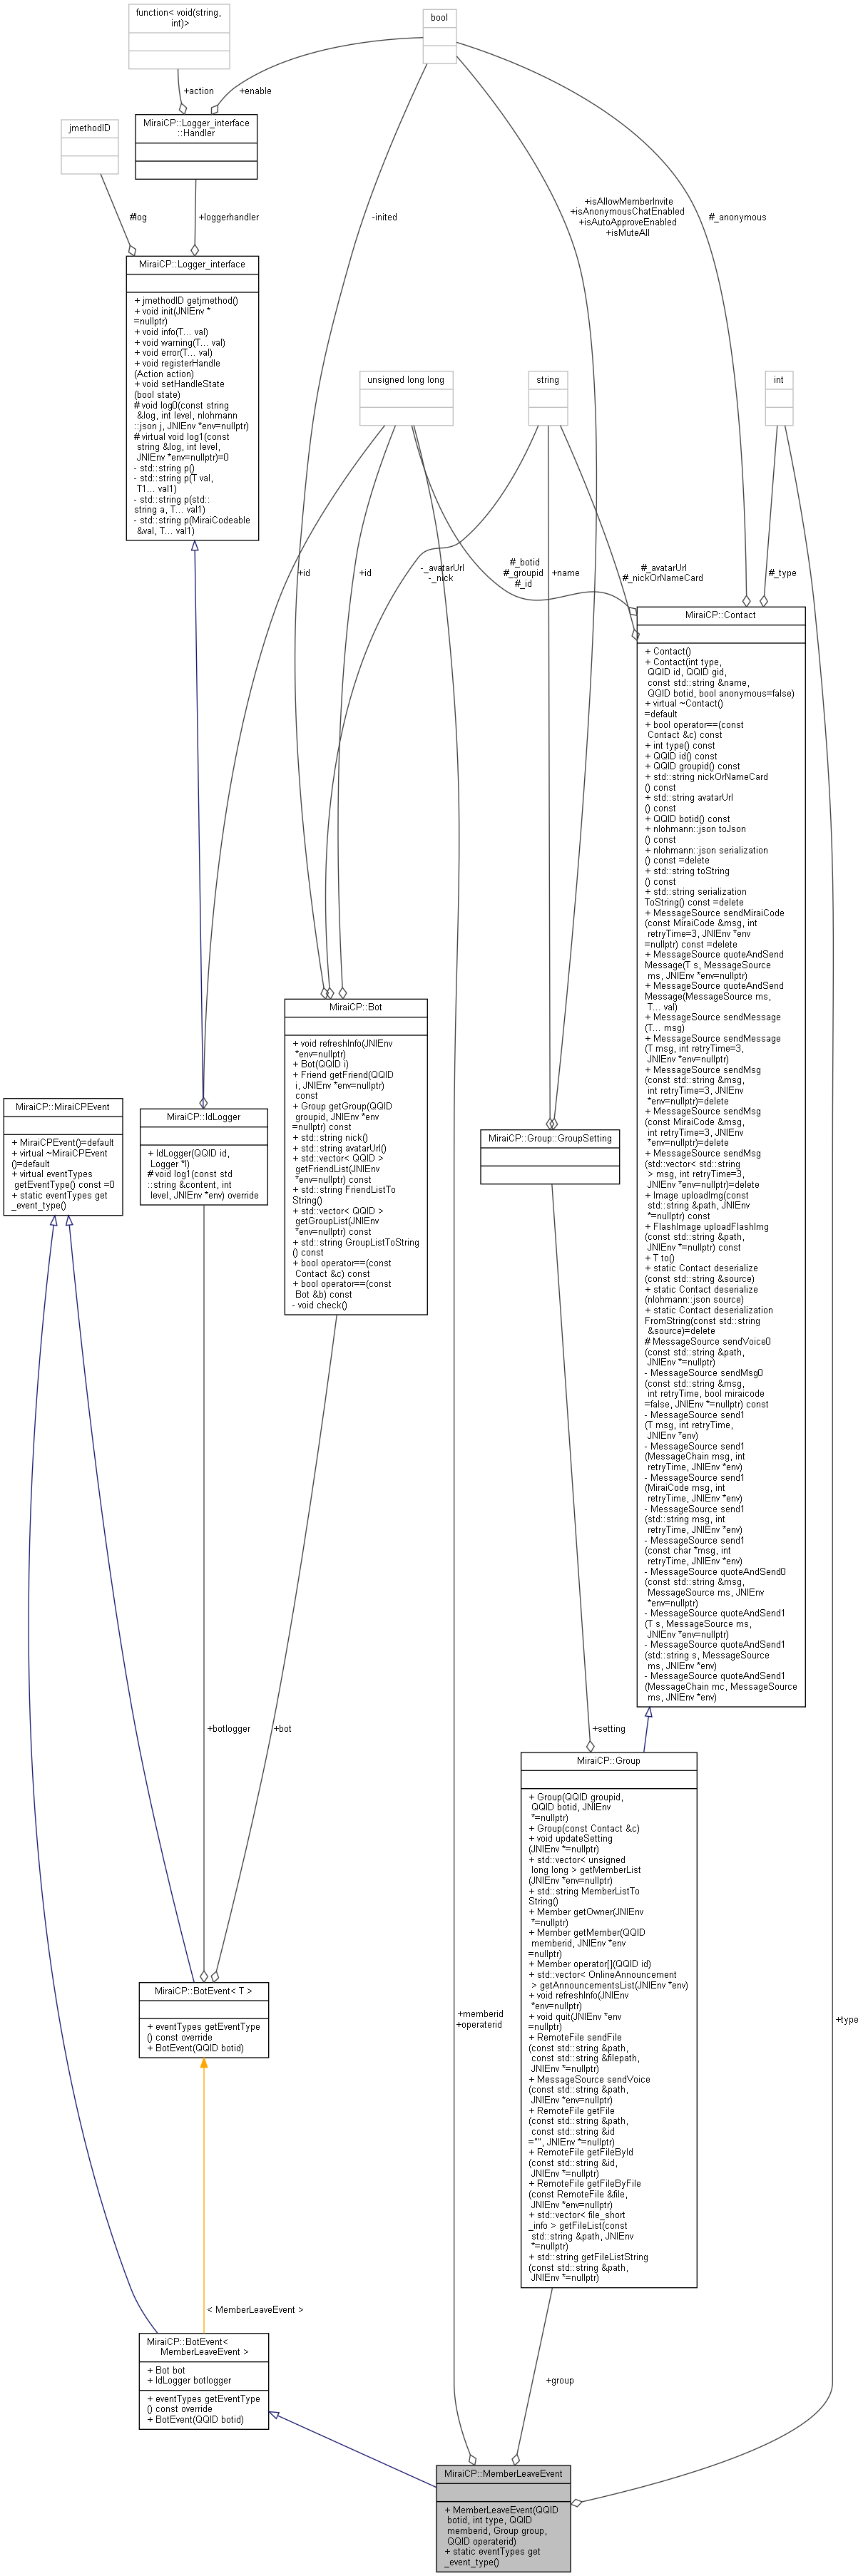 function< void(string,
int)>
bool
+action
+enable
jmethodID
MiraiCP::Logger_interface
::Handler
#log
+loggerhandler
-inited
+isAllowMemberInvite
+isAnonymousChatEnabled
+isAutoApproveEnabled
+isMuteAll
#_anonymous
MiraiCP::Logger_interface
+ jmethodID getjmethod()
+ void init(JNIEnv *
=nullptr)
+ void info(T... val)
+ void warning(T... val)
+ void error(T... val)
+ void registerHandle
(Action action)
+ void setHandleState
(bool state)
# void log0(const string
&log, int level, nlohmann
::json j, JNIEnv *env=nullptr)
# virtual void log1(const
string &log, int level,
JNIEnv *env=nullptr)=0
- std::string p()
- std::string p(T val,
T1... val1)
- std::string p(std::
string a, T... val1)
- std::string p(MiraiCodeable
&val, T... val1)
unsigned long long
string
int
+id
+id
-_avatarUrl
-_nick
#_botid
#_groupid
#_id
+name
#_avatarUrl
#_nickOrNameCard
#_type
MiraiCP::Contact
+ Contact()
+ Contact(int type,
QQID id, QQID gid,
const std::string &name,
QQID botid, bool anonymous=false)
+ virtual ~Contact()
=default
+ bool operator==(const
Contact &c) const
+ int type() const
+ QQID id() const
+ QQID groupid() const
+ std::string nickOrNameCard
() const
+ std::string avatarUrl
() const
+ QQID botid() const
+ nlohmann::json toJson
() const
+ nlohmann::json serialization
() const =delete
+ std::string toString
() const
+ std::string serialization
ToString() const =delete
+ MessageSource sendMiraiCode
(const MiraiCode &msg, int
retryTime=3, JNIEnv *env
=nullptr) const =delete
+ MessageSource quoteAndSend
Message(T s, MessageSource
ms, JNIEnv *env=nullptr)
+ MessageSource quoteAndSend
Message(MessageSource ms,
T... val)
+ MessageSource sendMessage
(T... msg)
+ MessageSource sendMessage
(T msg, int retryTime=3,
JNIEnv *env=nullptr)
+ MessageSource sendMsg
(const std::string &msg,
int retryTime=3, JNIEnv
*env=nullptr)=delete
+ MessageSource sendMsg
(const MiraiCode &msg,
int retryTime=3, JNIEnv
*env=nullptr)=delete
+ MessageSource sendMsg
(std::vector< std::string
> msg, int retryTime=3,
JNIEnv *env=nullptr)=delete
+ Image uploadImg(const
std::string &path, JNIEnv
*=nullptr) const
+ FlashImage uploadFlashImg
(const std::string &path,
JNIEnv *=nullptr) const
+ T to()
+ static Contact deserialize
(const std::string &source)
+ static Contact deserialize
(nlohmann::json source)
+ static Contact deserialization
FromString(const std::string
&source)=delete
# MessageSource sendVoice0
(const std::string &path,
JNIEnv *=nullptr)
- MessageSource sendMsg0
(const std::string &msg,
int retryTime, bool miraicode
=false, JNIEnv *=nullptr) const
- MessageSource send1
(T msg, int retryTime,
JNIEnv *env)
- MessageSource send1
(MessageChain msg, int
retryTime, JNIEnv *env)
- MessageSource send1
(MiraiCode msg, int
retryTime, JNIEnv *env)
- MessageSource send1
(std::string msg, int
retryTime, JNIEnv *env)
- MessageSource send1
(const char *msg, int
retryTime, JNIEnv *env)
- MessageSource quoteAndSend0
(const std::string &msg,
MessageSource ms, JNIEnv
*env=nullptr)
- MessageSource quoteAndSend1
(T s, MessageSource ms,
JNIEnv *env=nullptr)
- MessageSource quoteAndSend1
(std::string s, MessageSource
ms, JNIEnv *env)
- MessageSource quoteAndSend1
(MessageChain mc, MessageSource
ms, JNIEnv *env)
MiraiCP::Bot
+ void refreshInfo(JNIEnv
*env=nullptr)
+ Bot(QQID i)
+ Friend getFriend(QQID
i, JNIEnv *env=nullptr)
const
+ Group getGroup(QQID
groupid, JNIEnv *env
=nullptr) const
+ std::string nick()
+ std::string avatarUrl()
+ std::vector< QQID >
getFriendList(JNIEnv
*env=nullptr) const
+ std::string FriendListTo
String()
+ std::vector< QQID >
getGroupList(JNIEnv
*env=nullptr) const
+ std::string GroupListToString
() const
+ bool operator==(const
Contact &c) const
+ bool operator==(const
Bot &b) const
- void check()
MiraiCP::MiraiCPEvent
+ MiraiCPEvent()=default
+ virtual ~MiraiCPEvent
()=default
+ virtual eventTypes
getEventType() const =0
+ static eventTypes get
_event_type()
MiraiCP::IdLogger
+ IdLogger(QQID id,
Logger *l)
# void log1(const std
::string &content, int
level, JNIEnv *env) override
MiraiCP::Group::GroupSetting
+botlogger
+bot
+setting
MiraiCP::Group
+ Group(QQID groupid,
QQID botid, JNIEnv
*=nullptr)
+ Group(const Contact &c)
+ void updateSetting
(JNIEnv *=nullptr)
+ std::vector< unsigned
long long > getMemberList
(JNIEnv *env=nullptr)
+ std::string MemberListTo
String()
+ Member getOwner(JNIEnv
*=nullptr)
+ Member getMember(QQID
memberid, JNIEnv *env
=nullptr)
+ Member operator[](QQID id)
+ std::vector< OnlineAnnouncement
> getAnnouncementsList(JNIEnv *env)
+ void refreshInfo(JNIEnv
*env=nullptr)
+ void quit(JNIEnv *env
=nullptr)
+ RemoteFile sendFile
(const std::string &path,
const std::string &filepath,
JNIEnv *=nullptr)
+ MessageSource sendVoice
(const std::string &path,
JNIEnv *env=nullptr)
+ RemoteFile getFile
(const std::string &path,
const std::string &id
="", JNIEnv *=nullptr)
+ RemoteFile getFileById
(const std::string &id,
JNIEnv *=nullptr)
+ RemoteFile getFileByFile
(const RemoteFile &file,
JNIEnv *env=nullptr)
+ std::vector< file_short
_info > getFileList(const
std::string &path, JNIEnv
*=nullptr)
+ std::string getFileListString
(const std::string &path,
JNIEnv *=nullptr)
MiraiCP::BotEvent< T >
+ eventTypes getEventType
() const override
+ BotEvent(QQID botid)
+memberid
+operaterid
+type
< MemberLeaveEvent >
MiraiCP::BotEvent<
MemberLeaveEvent >
+ Bot bot
+ IdLogger botlogger
+ eventTypes getEventType
() const override
+ BotEvent(QQID botid)
+group
MiraiCP::MemberLeaveEvent
+ MemberLeaveEvent(QQID
botid, int type, QQID
memberid, Group group,
QQID operaterid)
+ static eventTypes get
_event_type()